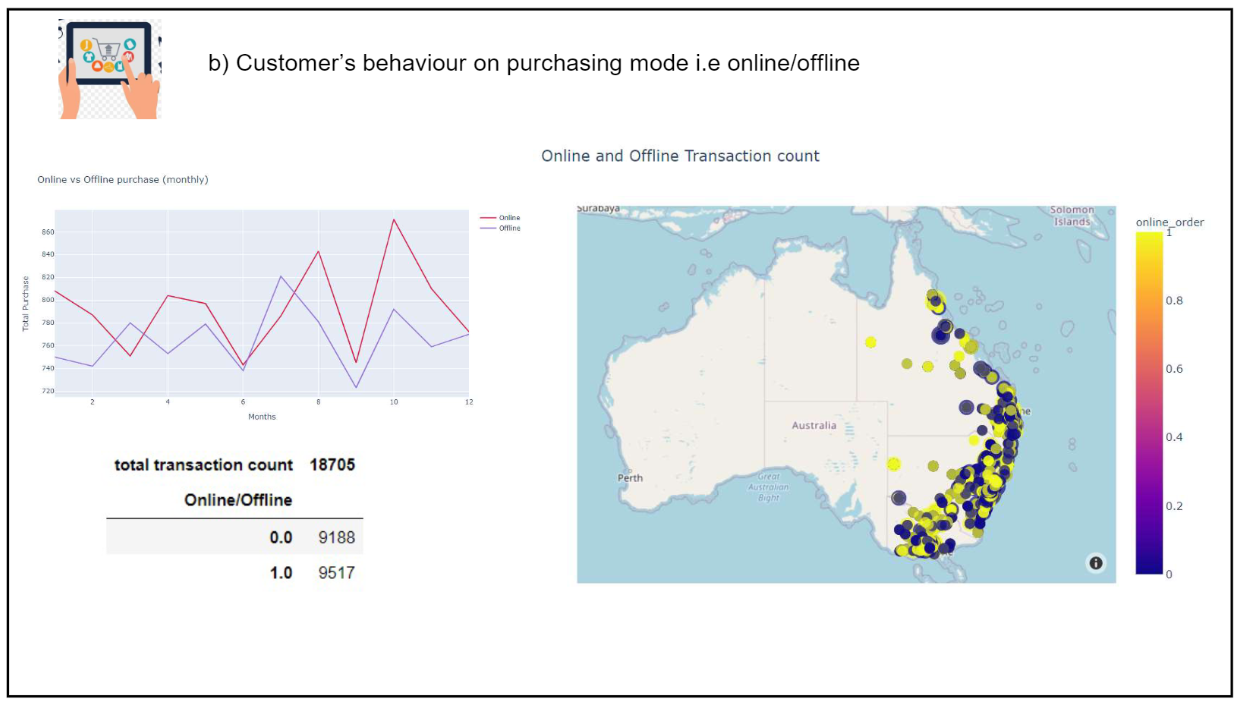 b) Customer's behaviour on purchasing mode i.e online/offline
Online and Offline Transaction count
Online vs Offline purchase (monthly)
Online
Offline
860
840
820
800
780
760
740
720
Total Purchase
2
4
6
8
10
12
Months
total transaction count 18705
Online/Offline
0.0 9188
1.0 9517
Surabaya
Solomon
Islands
Australia
Perth
Great
Australian
Bight
online_order
1
0.8
0.6
0.4
0.2
0